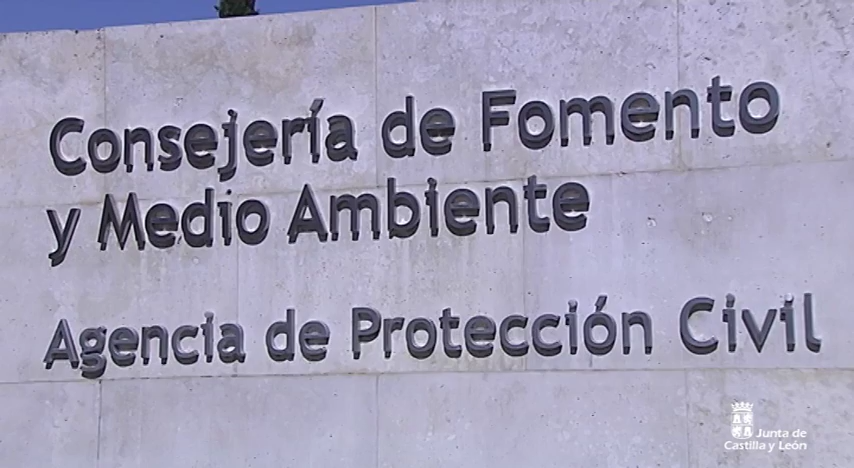 Consejería de Fomento
y Medio Ambiente
Agencia de Protección Civil
Junta de
Castilla y León